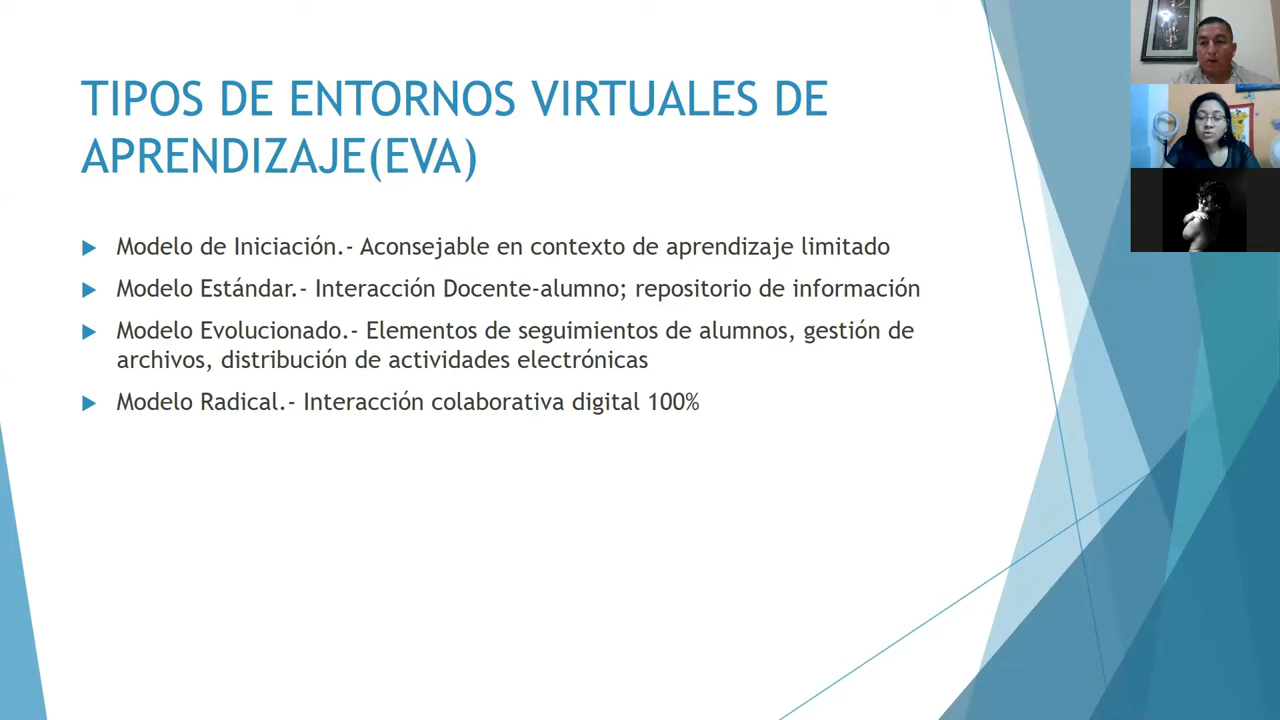 TIPOS DE ENTORNOS VIRTUALES DE
APRENDIZAJE(EVA)
Modelo de Iniciación.- Aconsejable en contexto de aprendizaje limitado
Modelo Estándar.- Interacción Docente-alumno; repositorio de información
Modelo Evolucionado.- Elementos de seguimientos de alumnos, gestión de
archivos, distribución de actividades electrónicas
Modelo Radical.- Interacción colaborativa digital 100%